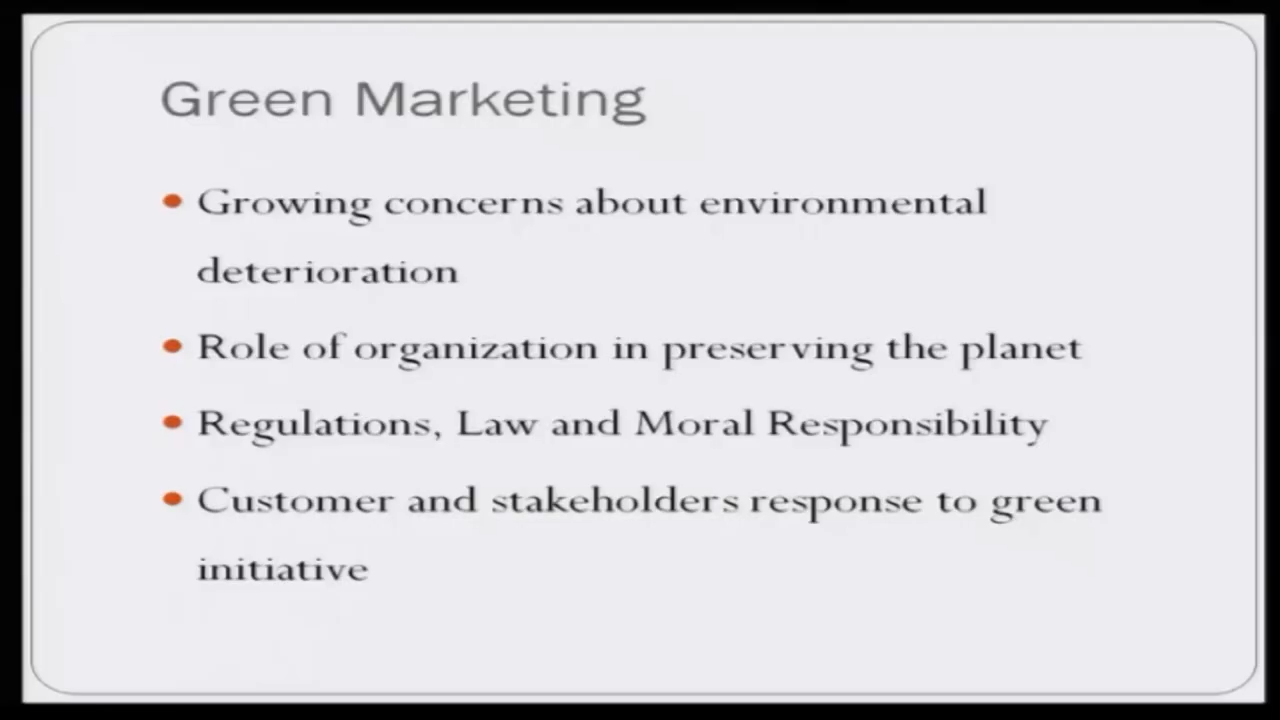 Green Marketing
Growing concerns about environmental
deterioration
Role of organization in preserving the planet
Regulations, Law and Moral Responsibility
Customer and stakeholders response to green
initiative